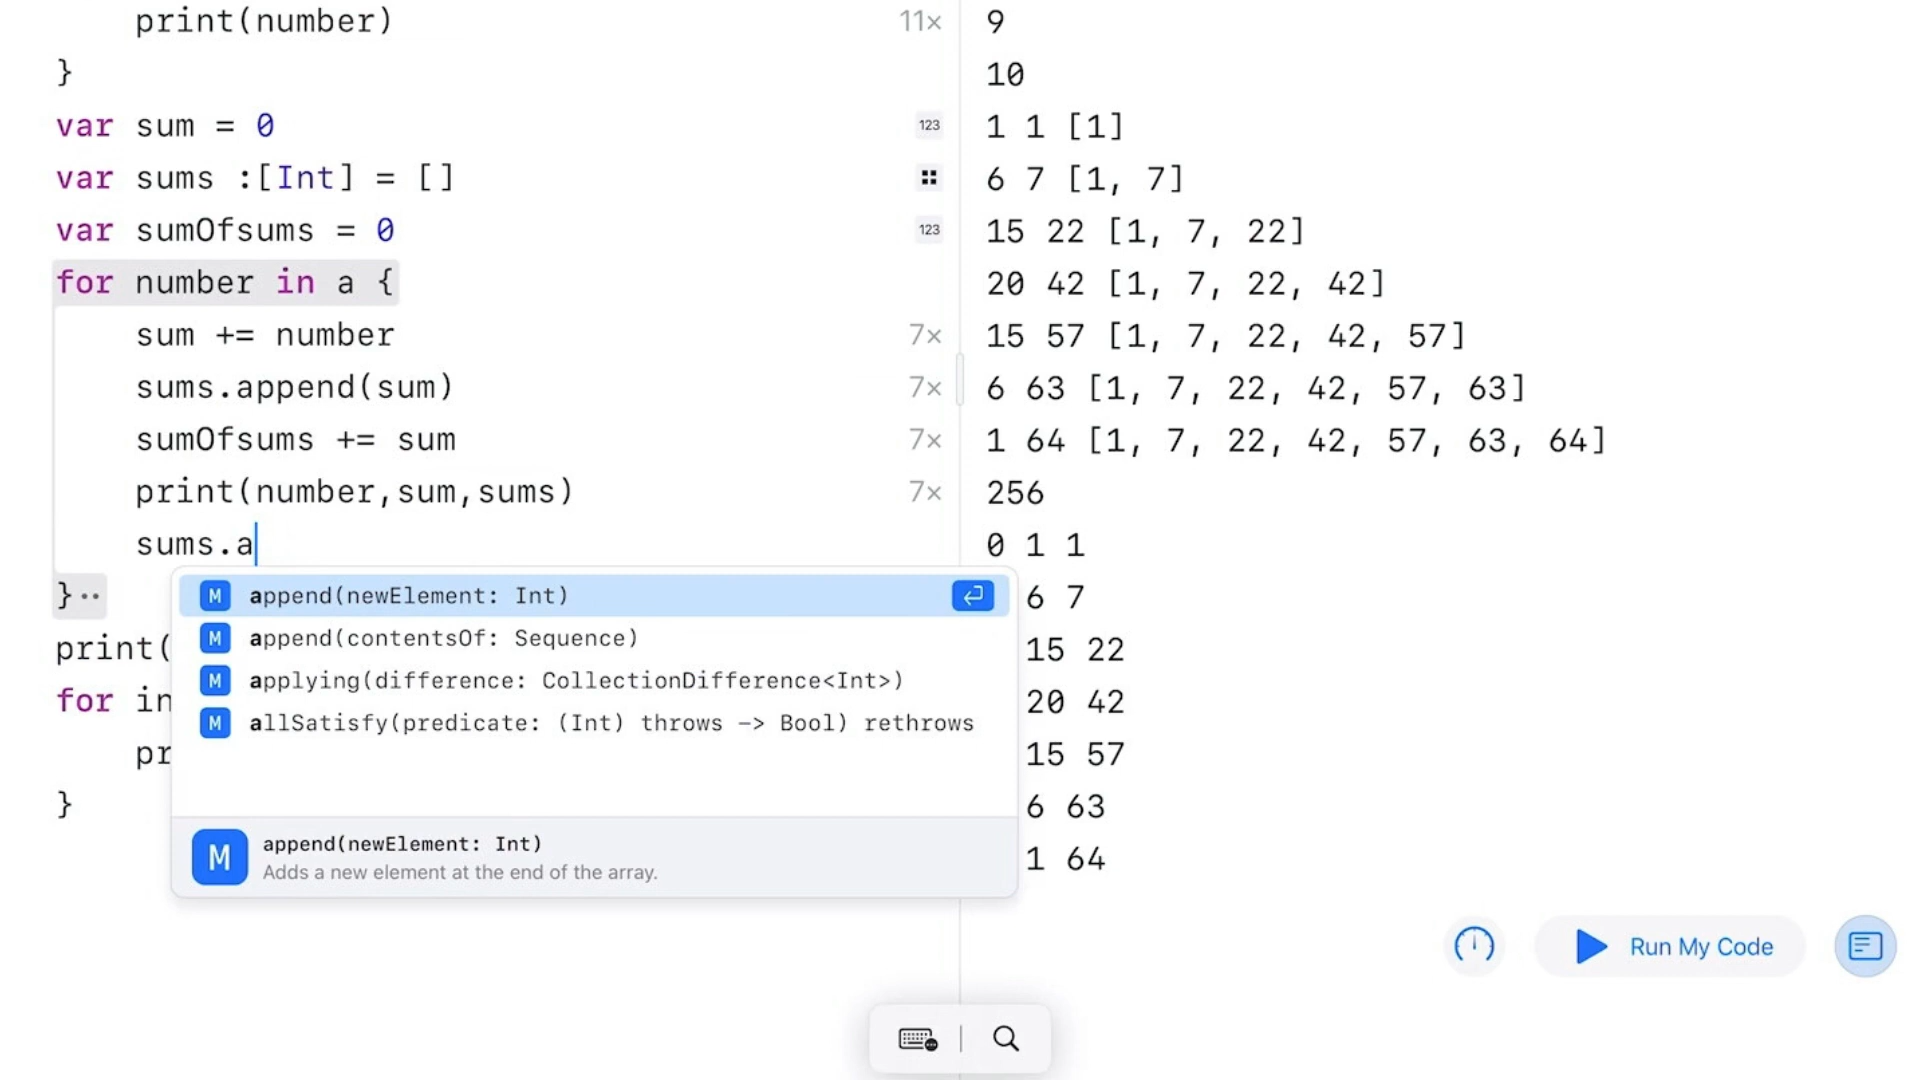 print(number)
11×
}
var sum = 0
123
var sums :[Int] = []
var sumOfsums = 0
123
for number in a {
sum += number
7×
sums.append(sum)
7×
sumOfsums += sum
7×
print(number,sum,sums)
7×
sums.a
}
print(
for in
pr
}
M append(newElement: Int)
M append(contentsOf: Sequence)
M applying(difference: CollectionDifference<Int>)
M allSatisfy(predicate: (Int) throws -> Bool) rethrows
M
append(newElement: Int)
Adds a new element at the end of the array.
9
10
1 1 [1]
6 7 [1, 7]
15 22 [1, 7, 22]
20 42 [1, 7, 22, 42]
15 57 [1, 7, 22, 42, 57]
6 63 [1, 7, 22, 42, 57, 63]
1 64 [1, 7, 22, 42, 57, 63, 64]
256
0 1 1
6 7
15 22
20 42
15 57
6 63
1 64
Run My Code